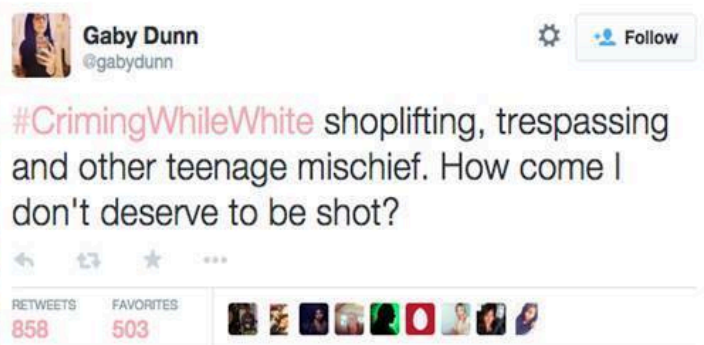 Gaby Dunn
@gabydunn
Follow
#CrimingWhileWhite shoplifting, trespassing
and other teenage mischief. How come I
don't deserve to be shot?
RETWEETS FAVORITES
858 503